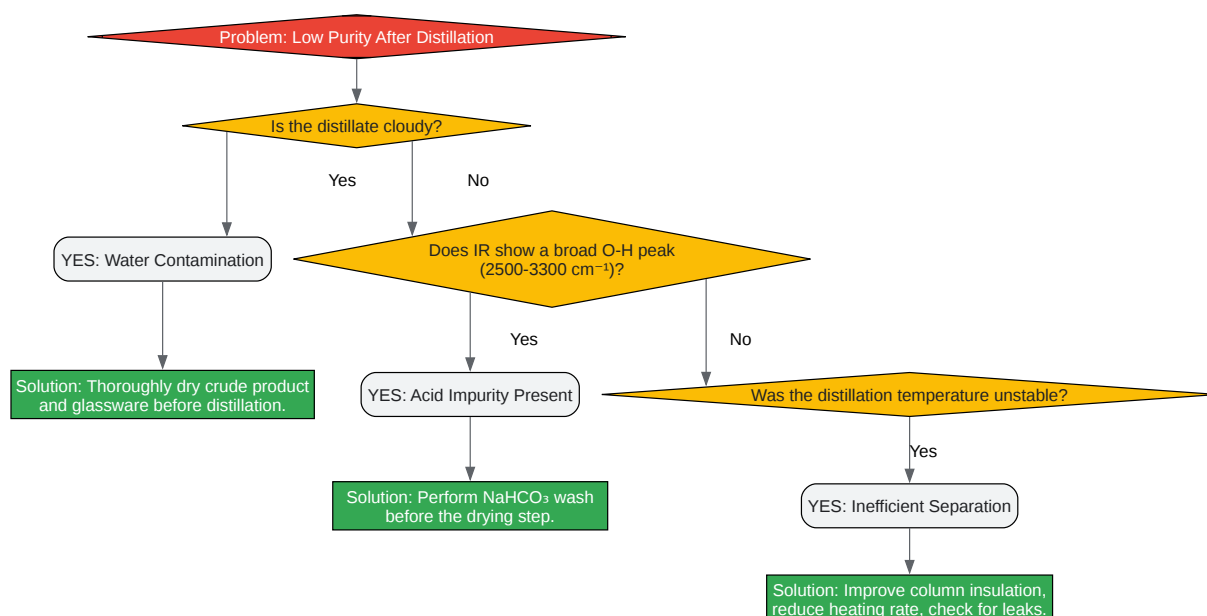 Problem: Low Purity After Distillation
Is the distillate cloudy?
Yes
No
YES: Water Contamination
Does IR show a broad O-H peak
(2500-3300 cm⁻¹)?
Solution: Thoroughly dry crude product
and glassware before distillation.
Yes
No
YES: Acid Impurity Present
Was the distillation temperature unstable?
Solution: Perform NaHCO₃ wash
before the drying step.
Yes
YES: Inefficient Separation
Solution: Improve column insulation,
reduce heating rate, check for leaks.